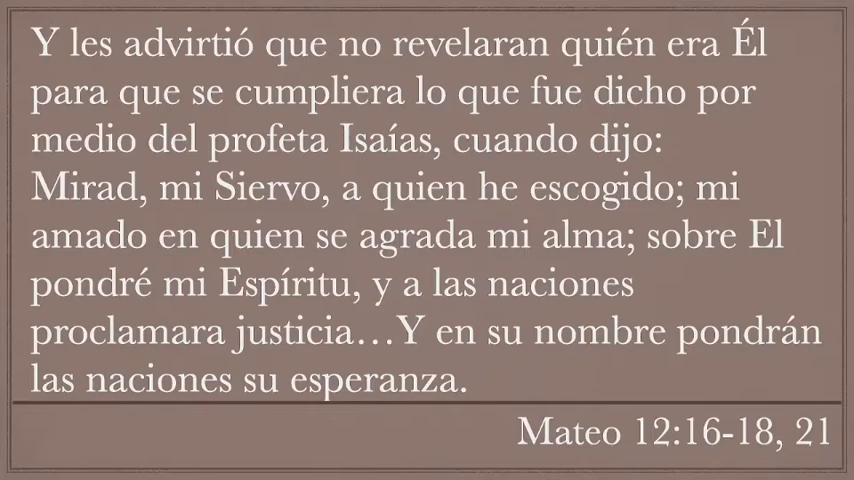 Y les advirtió que no revelaran quién era Él
para que se cumpliera lo que fue dicho por
medio del profeta Isaías, cuando dijo:
Mirad, mi Siervo, a quien he escogido; mi
amado en quien se agrada mi alma; sobre El
pondré mi Espíritu, y a las naciones
proclamara justicia…Y en su nombre pondrán
las naciones su esperanza.
Mateo 12:16-18, 21